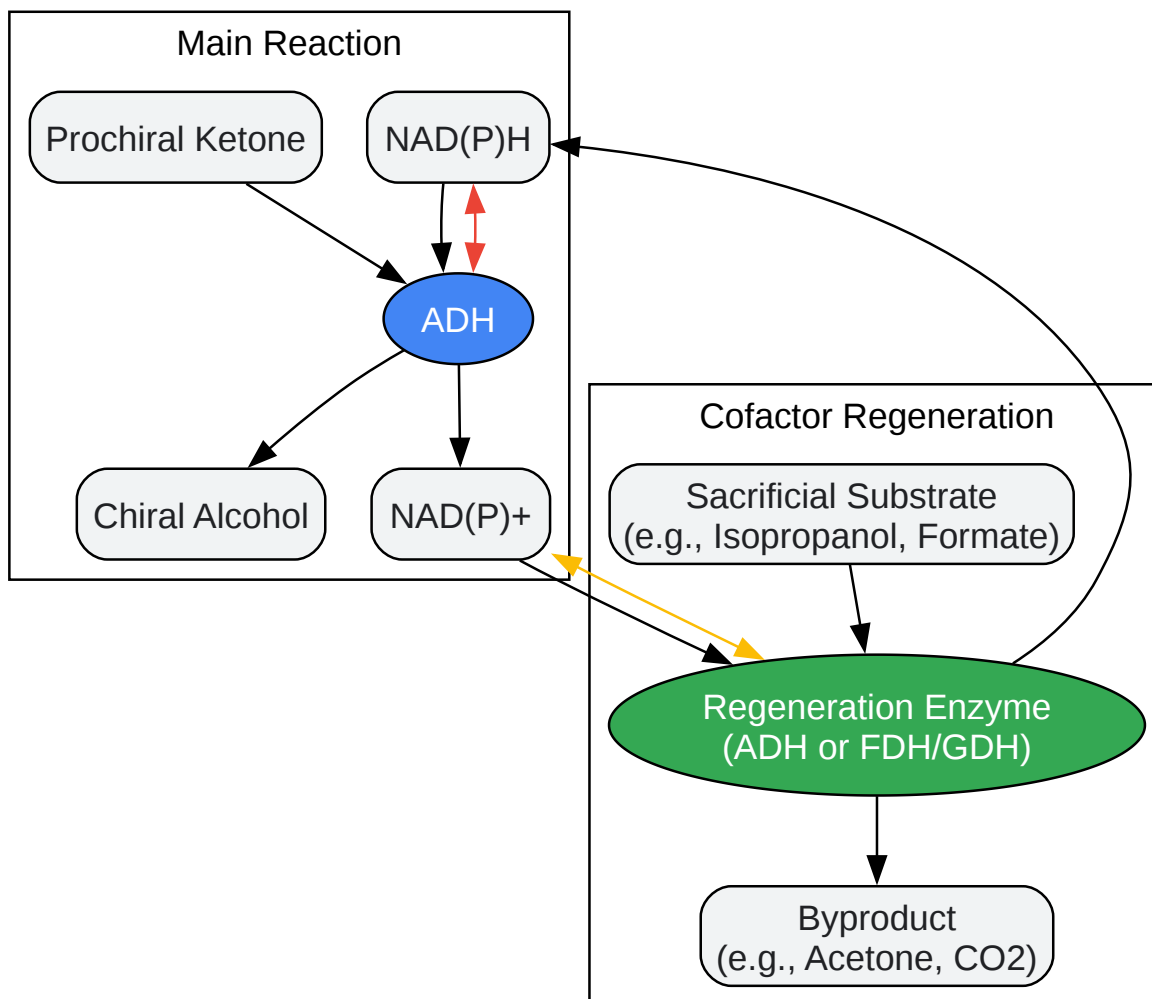 Main Reaction
Prochiral Ketone
NAD(P)H
ADH
Chiral Alcohol
NAD(P)+
Cofactor Regeneration
Sacrificial Substrate
(e.g., Isopropanol, Formate)
Regeneration Enzyme
(ADH or FDH/GDH)
Byproduct
(e.g., Acetone, CO2)